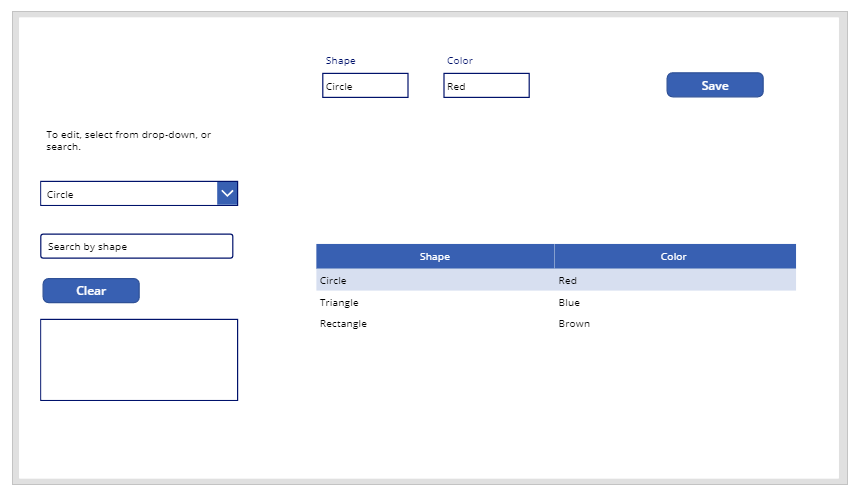 Shape Color
Circle Red Save
To edit, select from drop-down, or
search.
Circle
Search by shape
Clear
Shape Color
Circle Red
Triangle Blue
Rectangle Brown